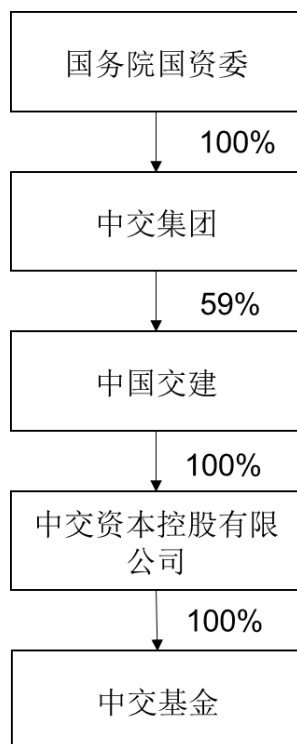 国务院国资委
100%
中交集团
59%
中国交建
100%
中交资本控股有限
公司
100%
中交基金